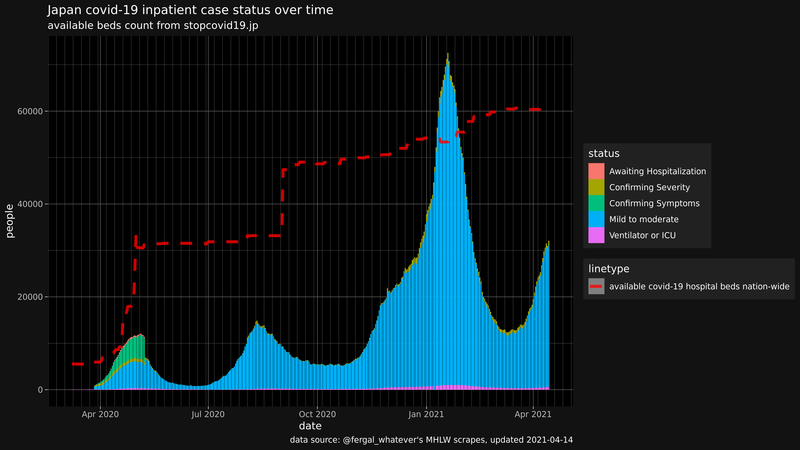 Japan covid-19 inpatient case status over time
available beds count from stopcovid19.jp
people
60000
40000
20000
0
Apr 2020
Jul 2020
Oct 2020
Jan 2021
Apr 2021
date
data source: @fergal_whatever's MHLW scrapes, updated 2021-04-14
status
Awaiting Hospitalization
Confirming Severity
Confirming Symptoms
Mild to moderate
Ventilator or ICU
linetype
available covid-19 hospital beds nation-wide